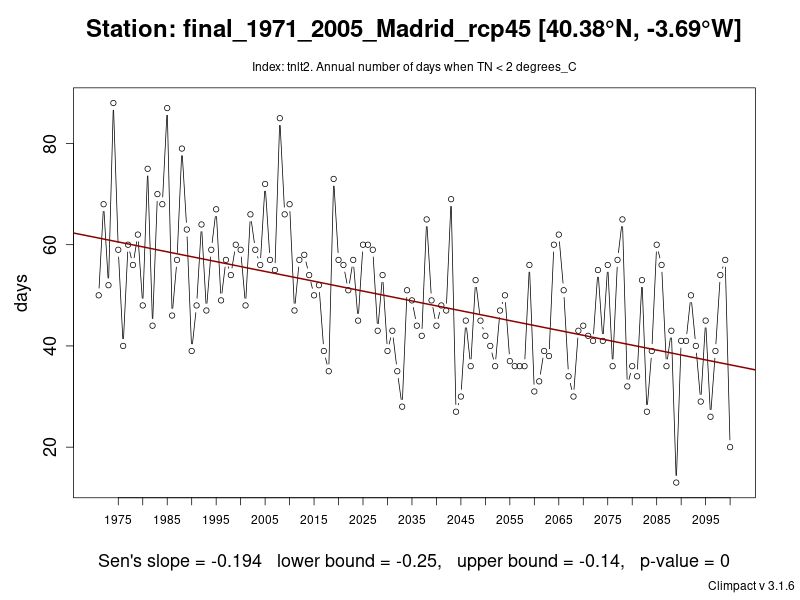 Station: final_1971_2005_Madrid_rcp45 [40.38°N, -3.69°W]
Index: tnlt2. Annual number of days when TN < 2 degrees_C
days
80
60
40
20
1975 1985 1995 2005 2015 2025 2035 2045 2055 2065 2075 2085 2095
Sen's slope = -0.194 lower bound = -0.25, upper bound = -0.14, p-value = 0
Climpact v 3.1.6